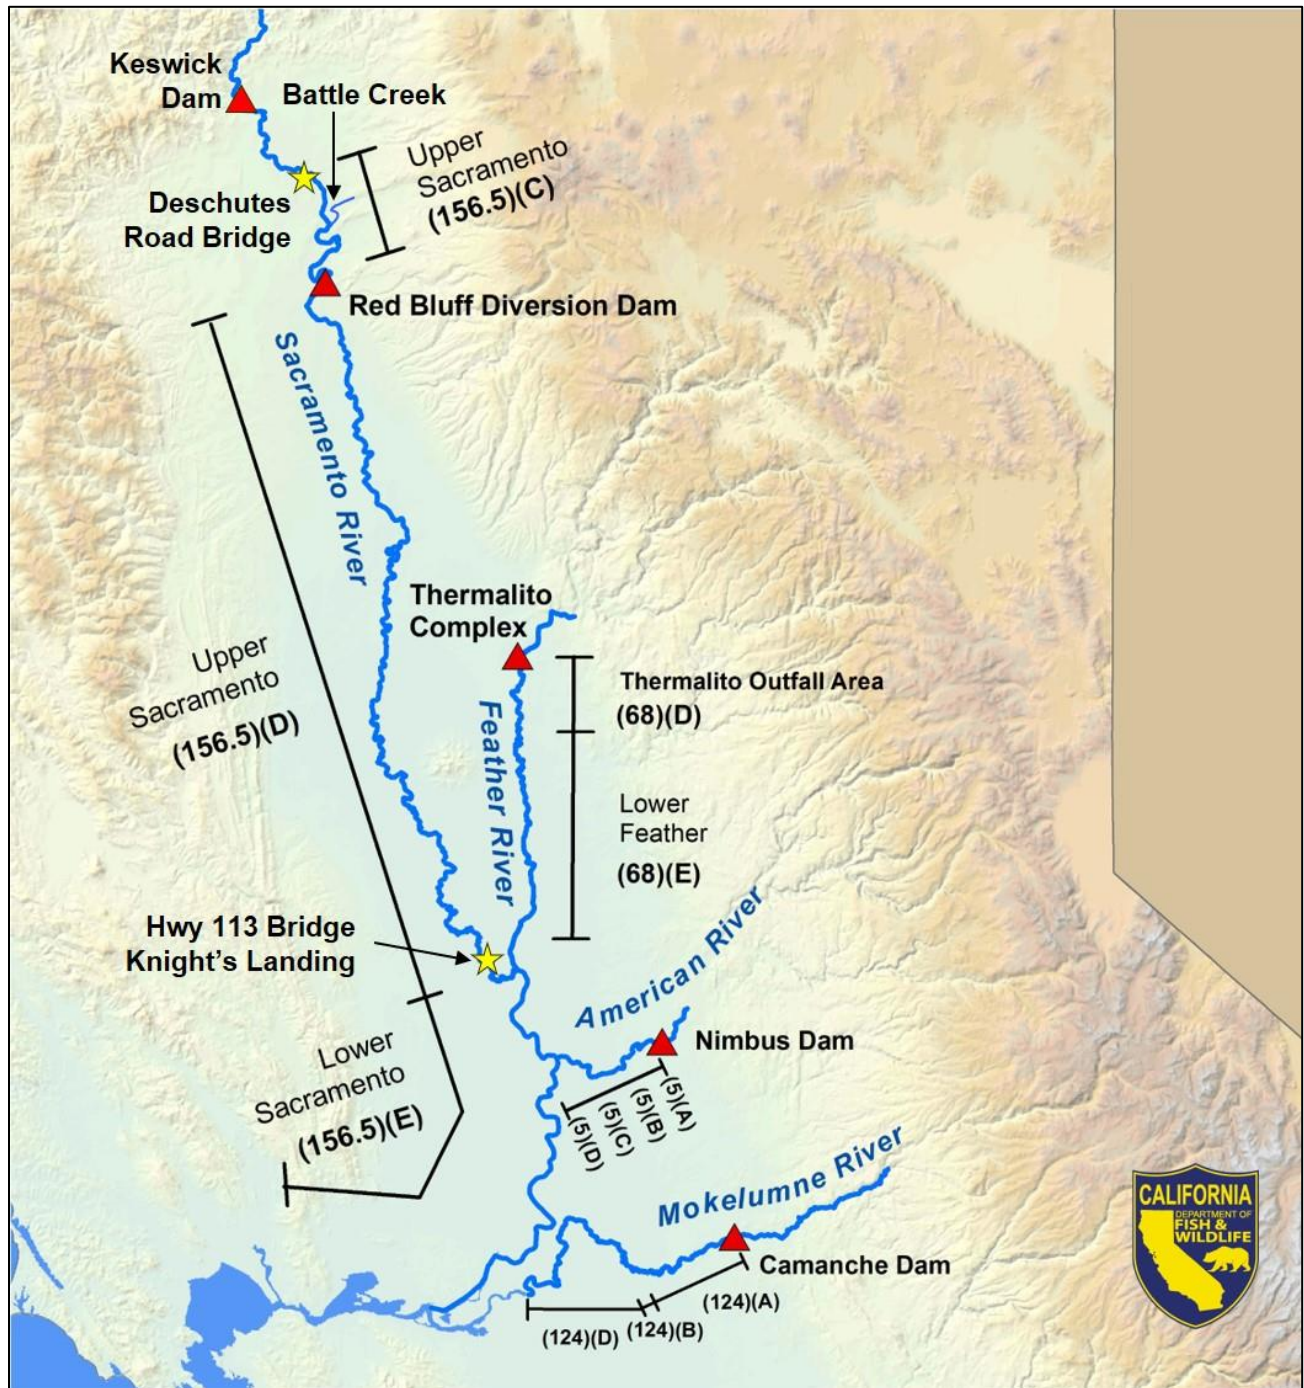 Keswick
Dam
Battle Creek
Upper
Sacramento
(156.5)(C)
Deschutes
Road Bridge
Red Bluff Diversion Dam
Sacramento River
Thermalito
Complex
Upper
Sacramento
(156.5)(D)
Thermalito Outfall Area
(68)(D)
Feather River
Lower
Feather
(68)(E)
Hwy 113 Bridge
Knight's Landing
American River
Nimbus Dam
Lower
Sacramento
(156.5)(E)
(5)(A)
(5)(B)
(5)(C)
(5)(D)
Mokelumne River
Camanche Dam
(124)(A)
(124)(B)
(124)(D)
CALIFORNIA
DEPARTMENT OF
FISH &
WILDLIFE